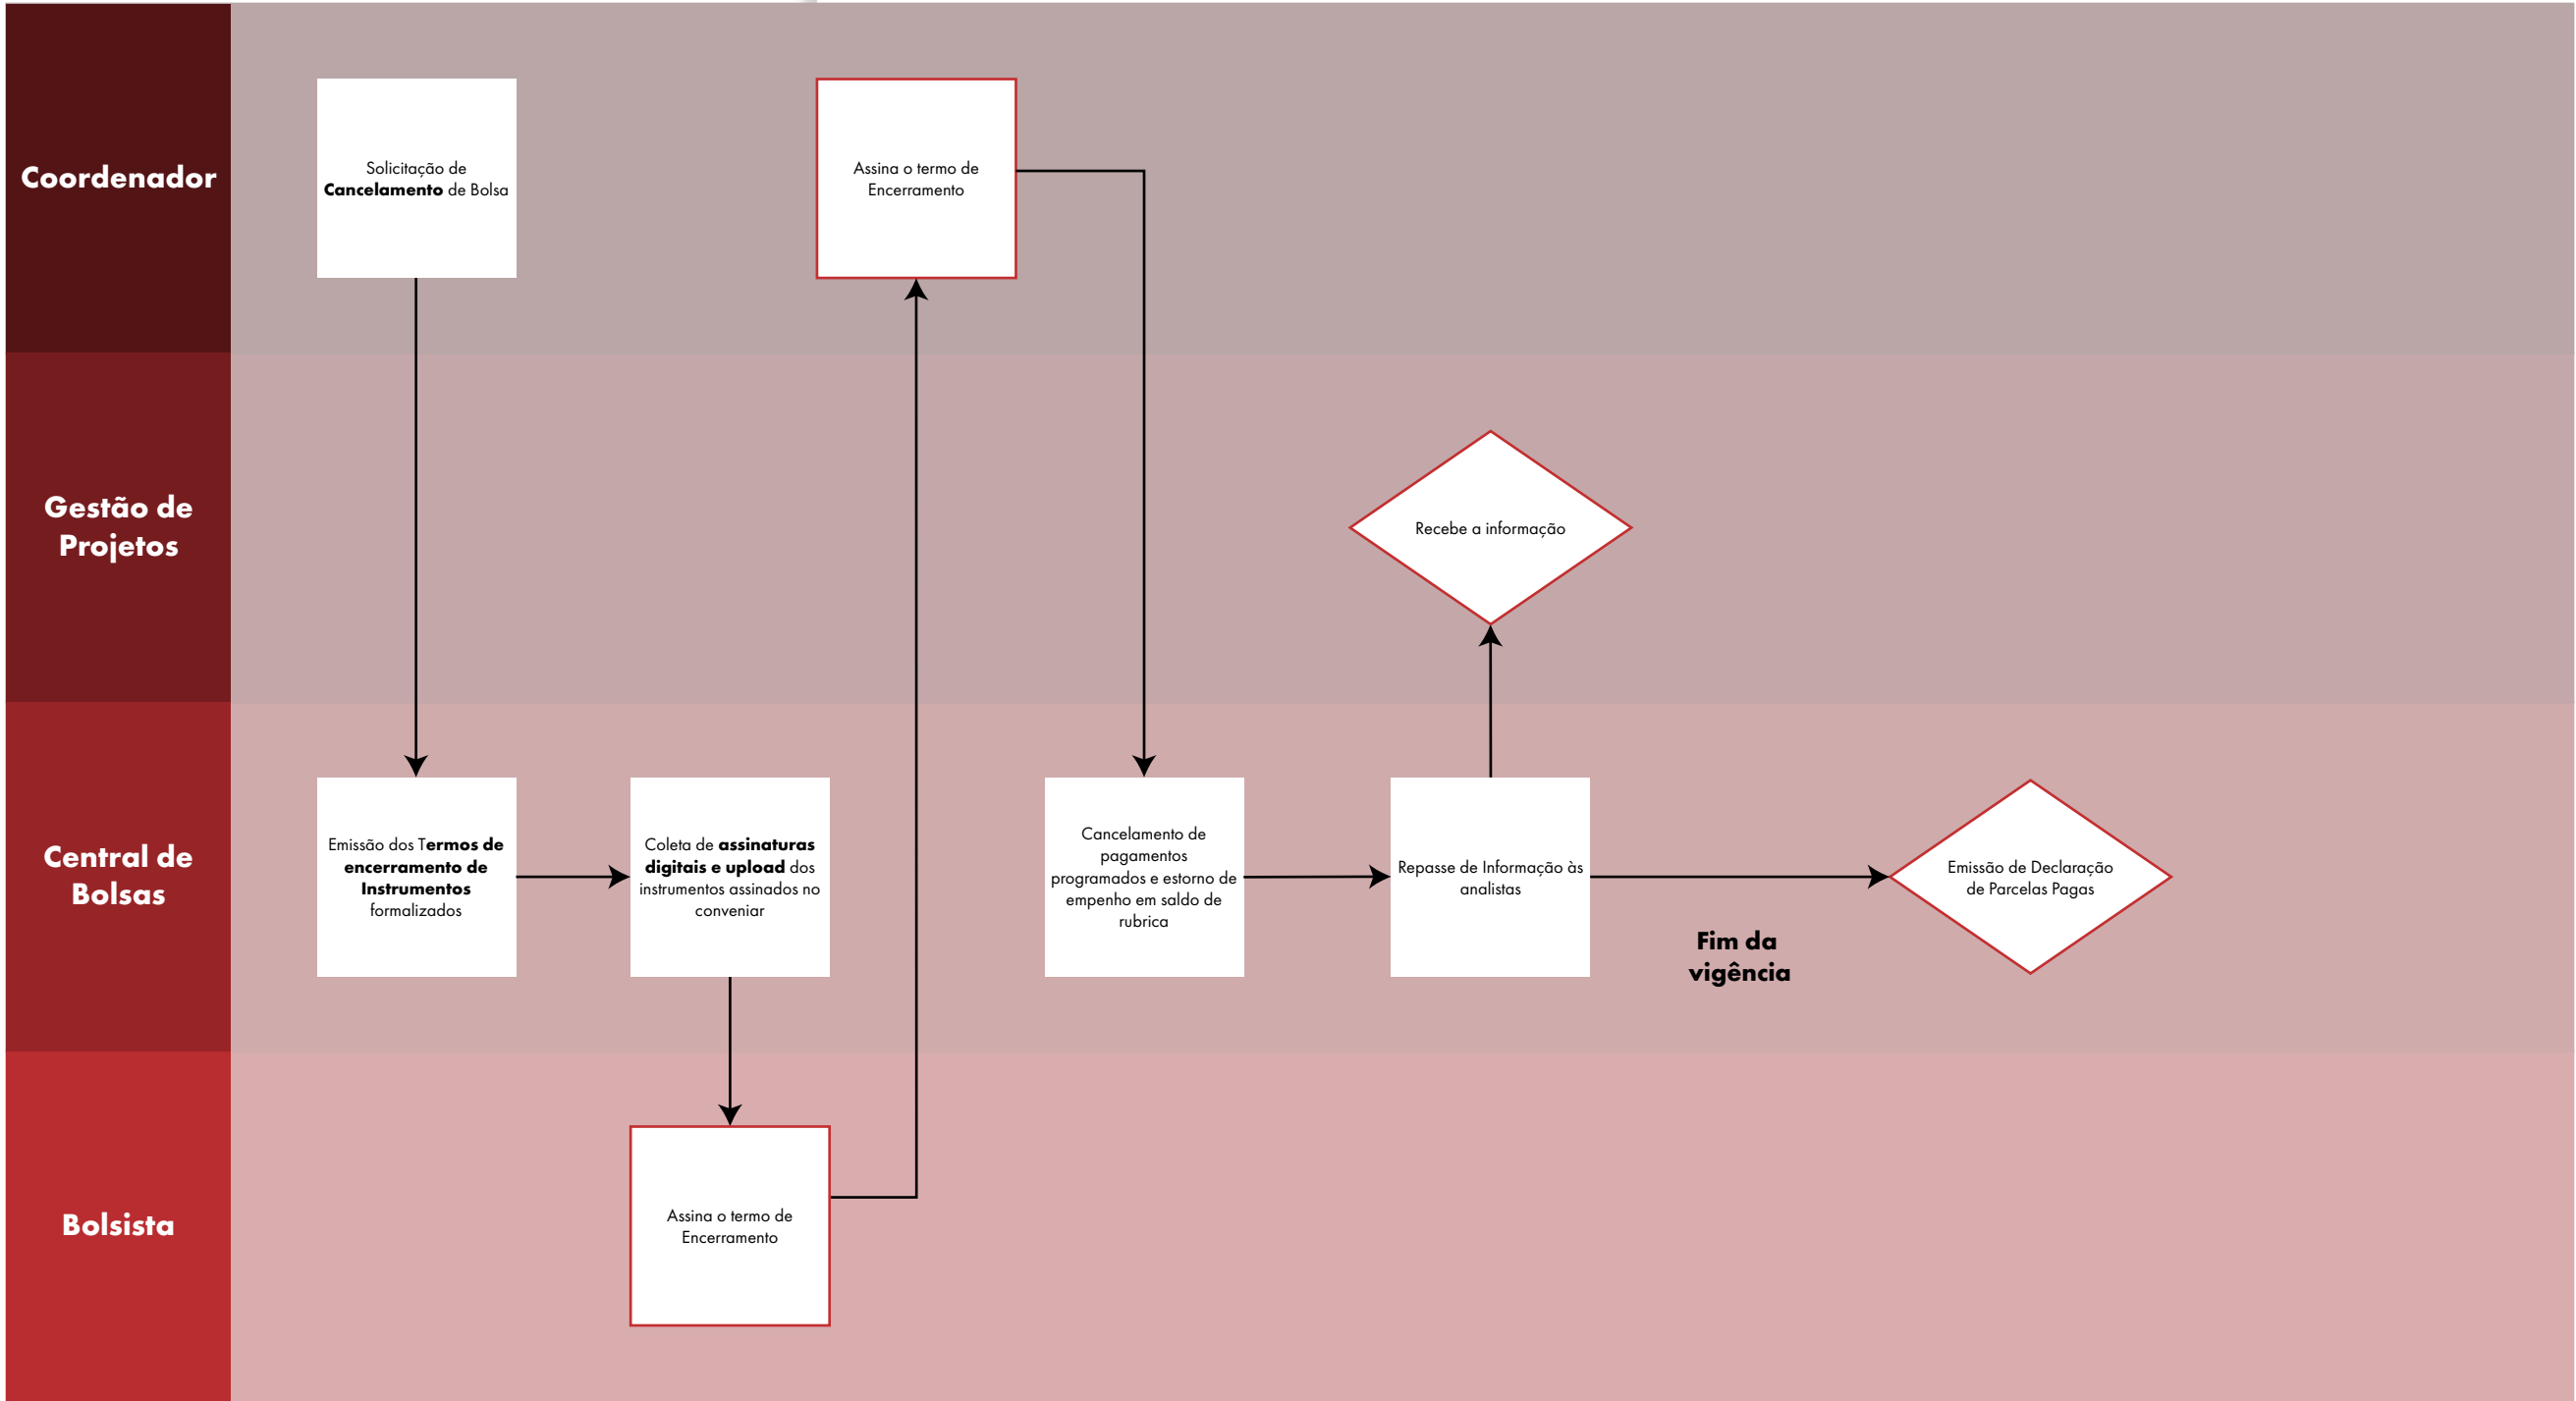 Coordenador
Solicitação de
Cancelamento de Bolsa
Assina o termo de
Encerramento
Gestão de
Projetos
Recebe a informação
Central de
Bolsas
Emissão dos Termos de
encerramento de
Instrumentos
formalizados
Coleta de assinaturas
digitais e upload dos
instrumentos assinados no
conveniar
Cancelamento de
pagamentos
programados e estorno de
empenho em saldo de
rubrica
Repasse de Informação às
analistas
Fim da
vigência
Emissão de Declaração
de Parcelas Pagas
Bolsista
Assina o termo de
Encerramento